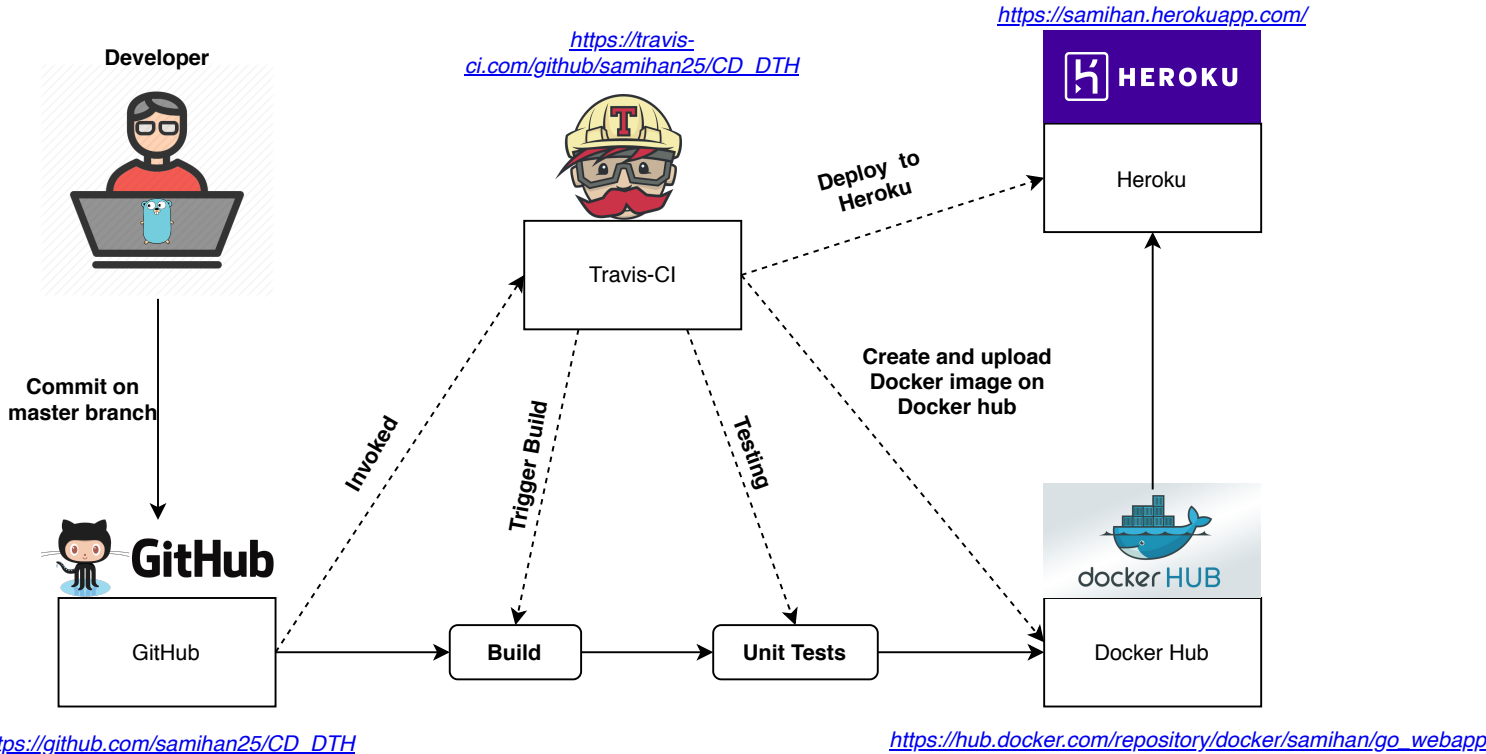 https://samihan.herokuapp.com/
https://travis-
ci.com/github/samihan25/CD_DTH
Developer
HEROKU
T
Deploy to
Heroku
Heroku
Travis-CI
Commit on
master branch
Invoked
Trigger Build
Testing
Create and upload
Docker image on
Docker hub
GitHub
docker HUB
GitHub
Build
Unit Tests
Docker Hub
tps://github.com/samihan25/CD_DTH
https://hub.docker.com/repository/docker/samihan/go_webapp